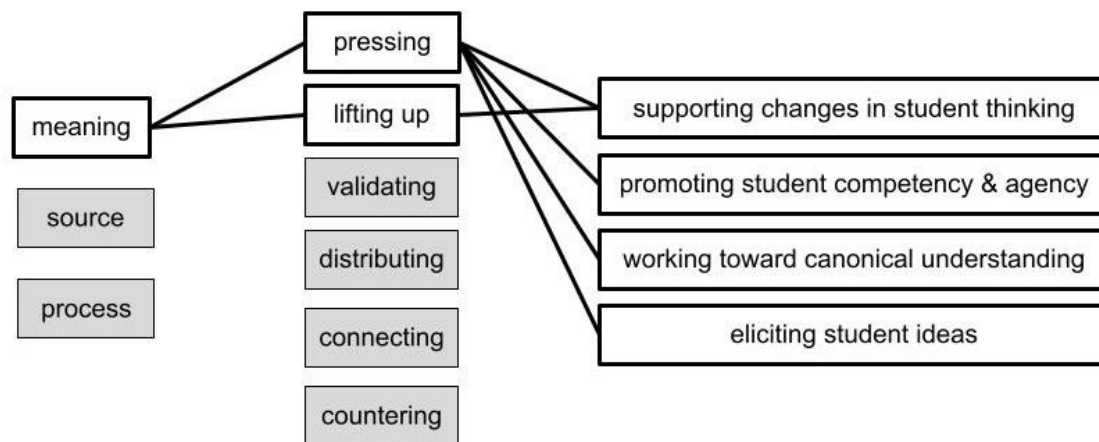 pressing
lifting up
meaning
validating
source
distributing
process
connecting
countering
supporting changes in student thinking
promoting student competency & agency
working toward canonical understanding
eliciting student ideas